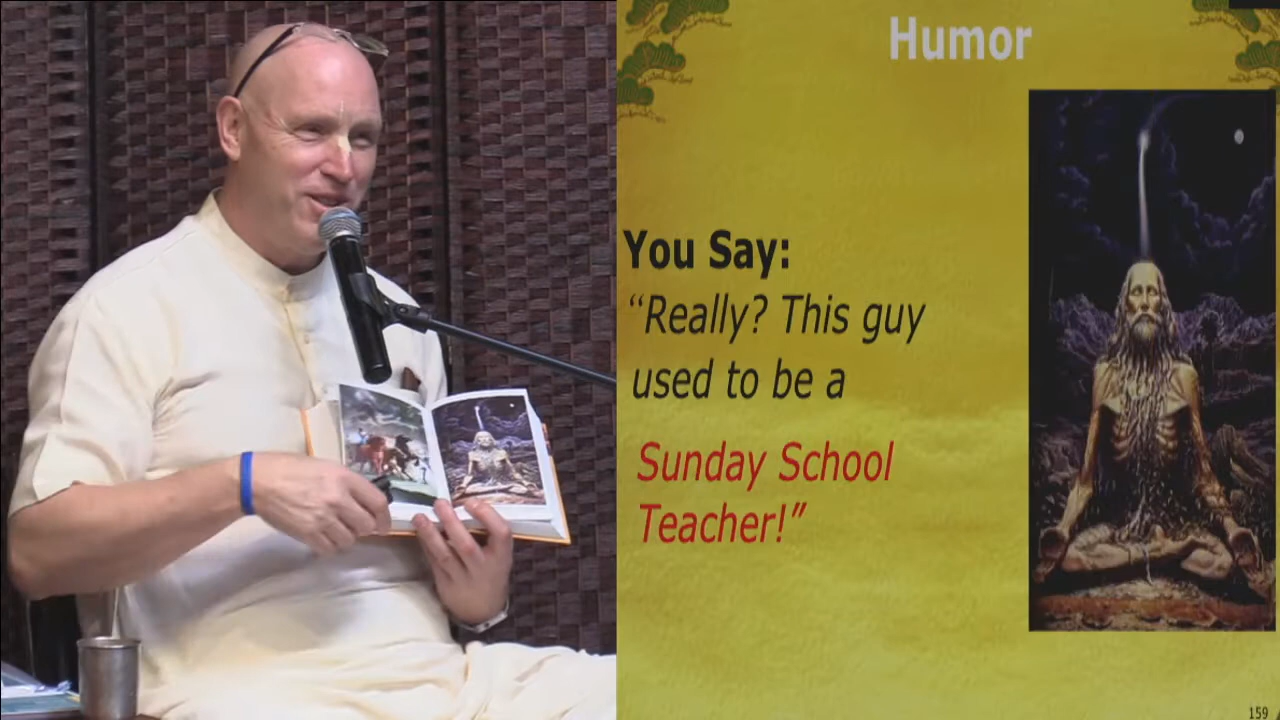 Humor
You Say:
“Really? This guy
used to be a
Sunday School
Teacher!”
159